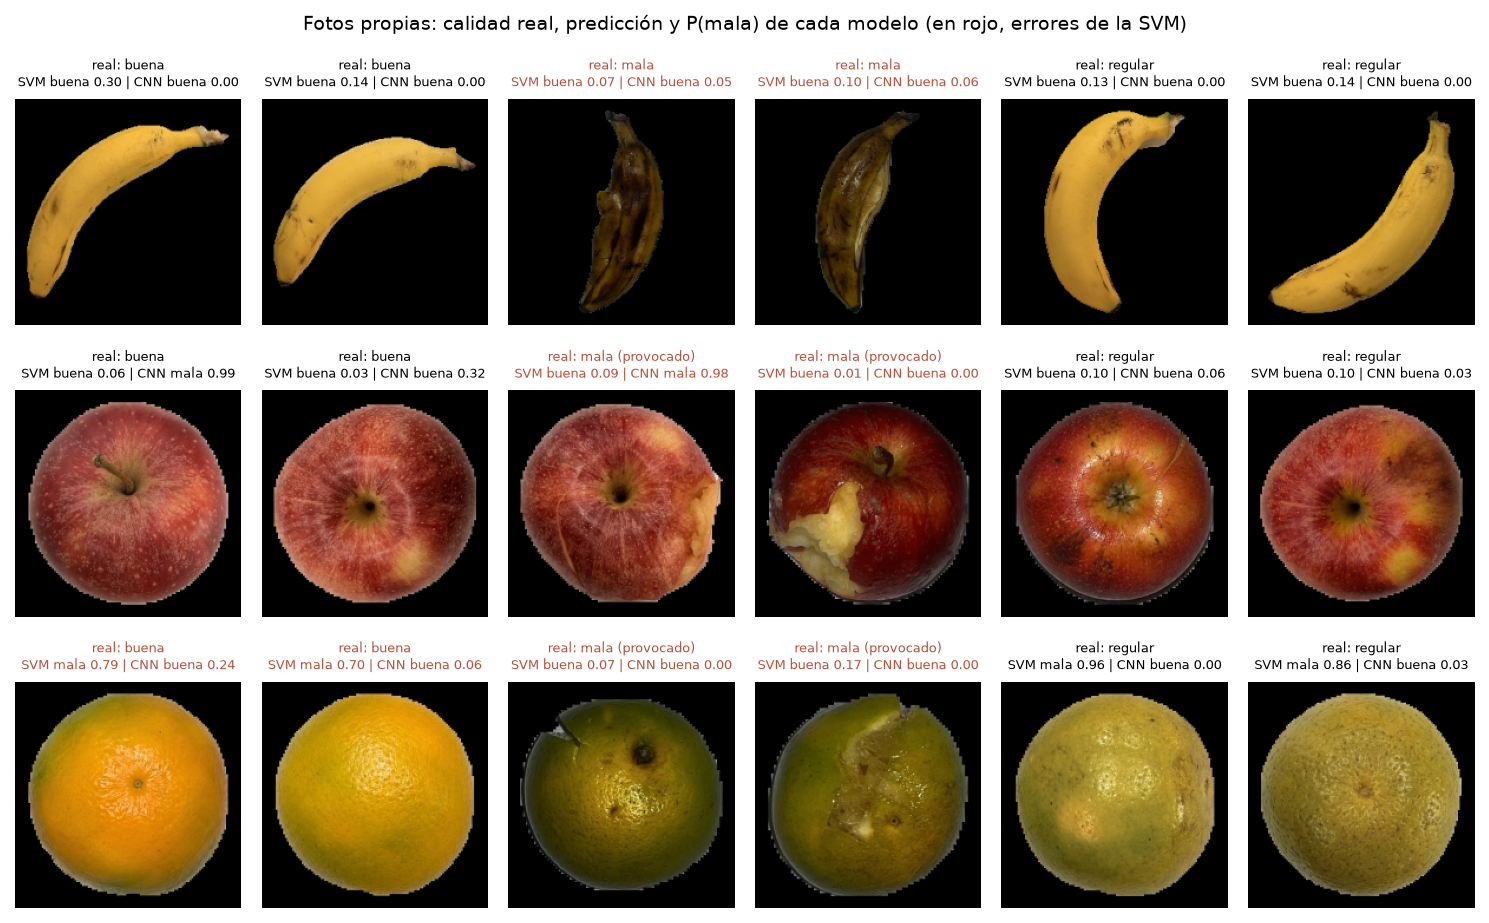 Fotos propias: calidad real, predicción y P(mala) de cada modelo (en rojo, errores de la SVM)
real: buena
SVM buena 0.30 | CNN buena 0.00
real: buena
SVM buena 0.14 | CNN buena 0.00
real: mala
SVM buena 0.07 | CNN buena 0.05
real: mala
SVM buena 0.10 | CNN buena 0.06
real: regular
SVM buena 0.13 | CNN buena 0.00
real: regular
SVM buena 0.14 | CNN buena 0.00
real: buena
SVM buena 0.06 | CNN mala 0.99
real: buena
SVM buena 0.03 | CNN buena 0.32
real: mala (provocado)
SVM buena 0.09 | CNN mala 0.98
real: mala (provocado)
SVM buena 0.01 | CNN buena 0.00
real: regular
SVM buena 0.10 | CNN buena 0.06
real: regular
SVM buena 0.10 | CNN buena 0.03
real: buena
SVM mala 0.79 | CNN buena 0.24
real: buena
SVM mala 0.70 | CNN buena 0.06
real: mala (provocado)
SVM buena 0.07 | CNN buena 0.00
real: mala (provocado)
SVM buena 0.17 | CNN buena 0.00
real: regular
SVM mala 0.96 | CNN buena 0.00
real: regular
SVM mala 0.86 | CNN buena 0.03